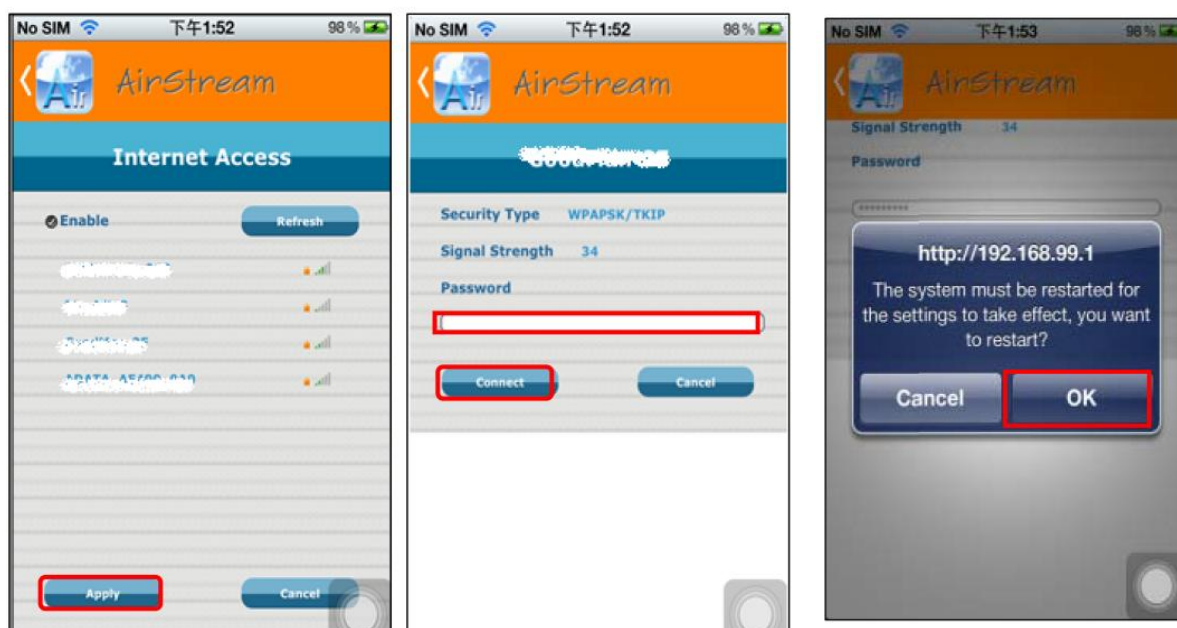 No SIM 下午1:52 98 %
AirStream
Internet Access
Enable
Refresh
Apply
Cancel
No SIM 下午1:52 98 %
AirStream
Security Type WPAPSK/TKIP
Signal Strength 34
Password
Connect
Cancel
No SIM 下午1:53 98 %
AirStream
Signal Strength 34
Password
http://192.168.99.1
The system must be restarted for
the settings to take effect, you want
to restart?
Cancel
OK